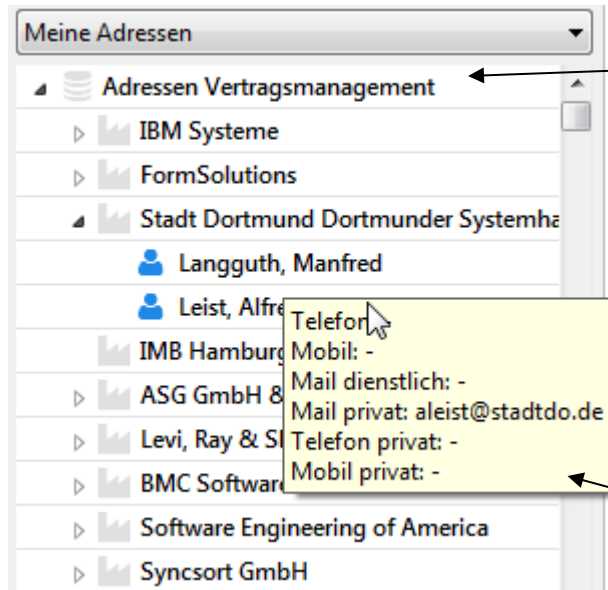 Meine Adressen
Adressen Vertragsmanagement
IBM Systeme
FormSolutions
Stadt Dortmund Dortmunder Systemha
Langguth, Manfred
Leist, Alfre
Telefon
IMB Hamburg
Mobil: -
Mail dienstlich: -
ASG GmbH &
Mail privat: aleist@stadtdo.de
Levi, Ray & S
Telefon privat: -
Mobil privat: -
BMC Software
Software Engineering of America
Syncsort GmbH